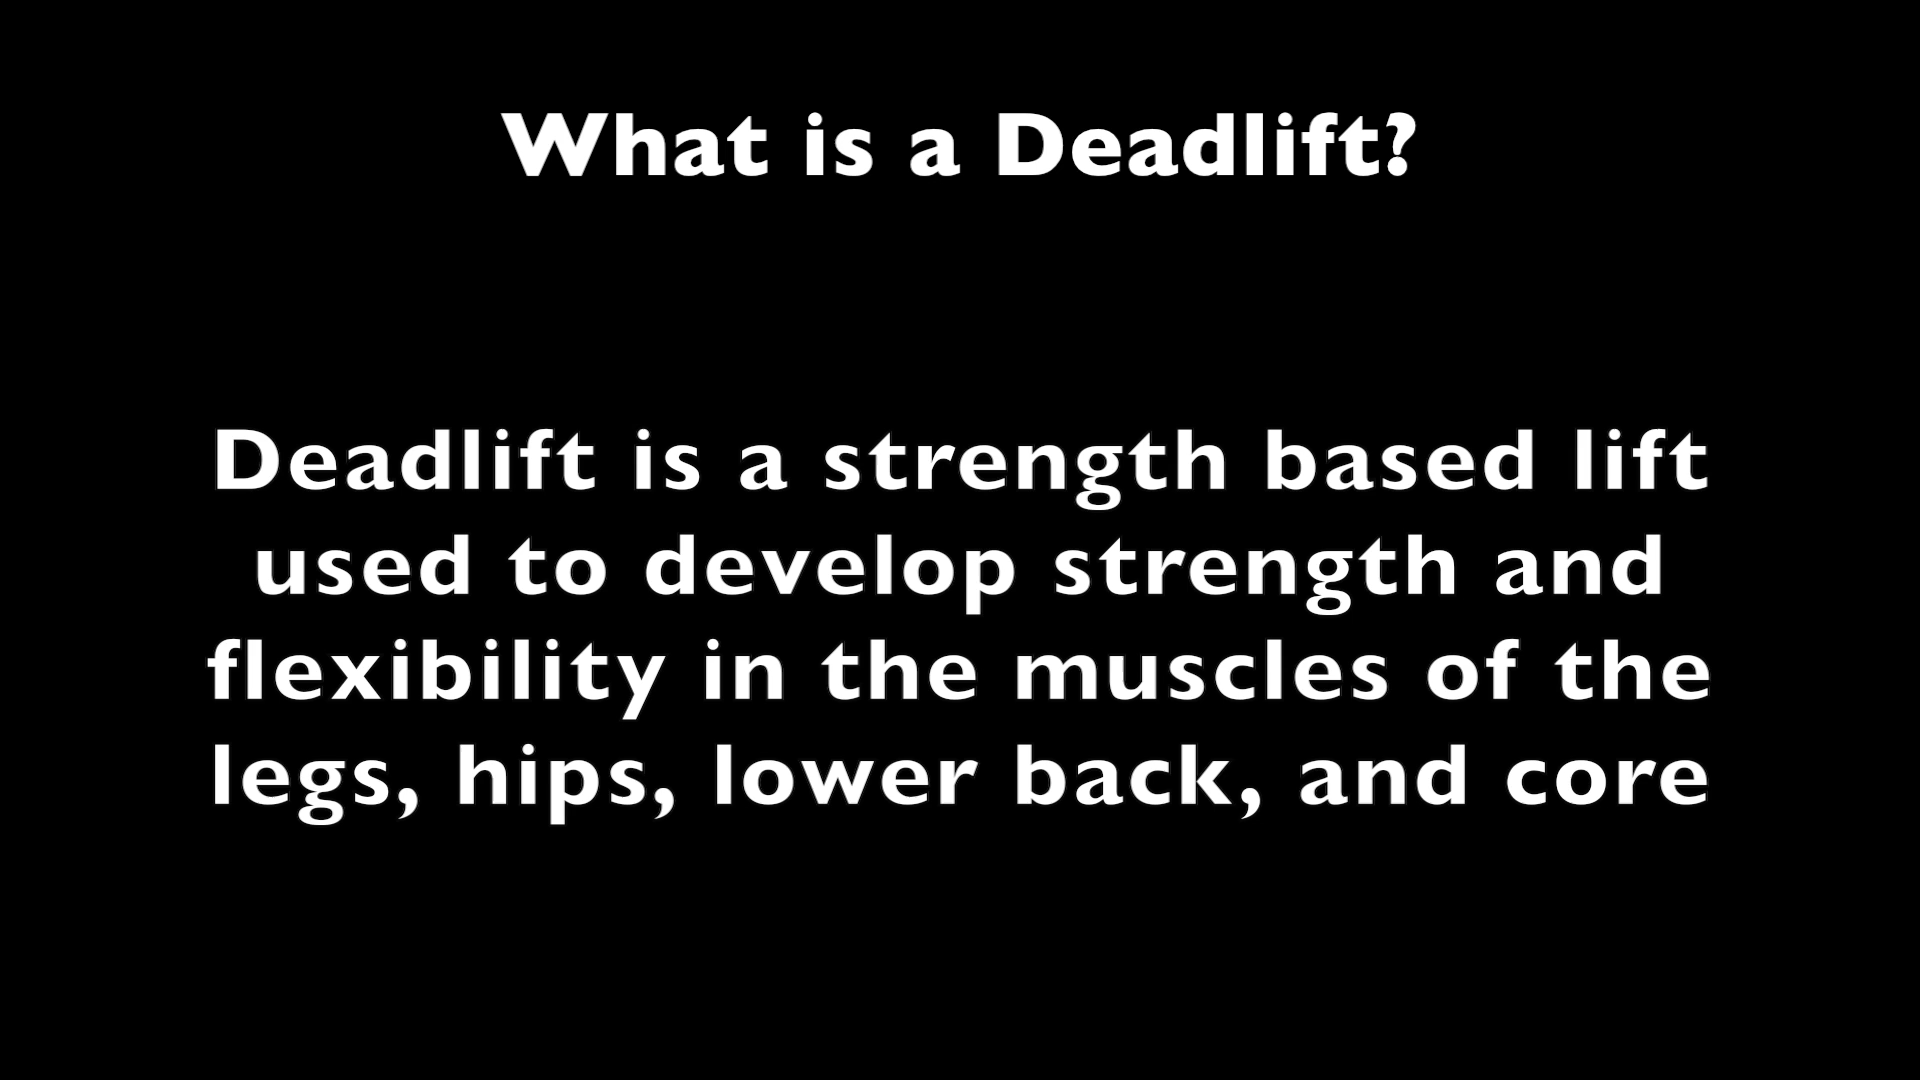 What is a Deadlift?
Deadlift is a strength based lift
used to develop strength and
flexibility in the muscles of the
legs, hips, lower back, and core